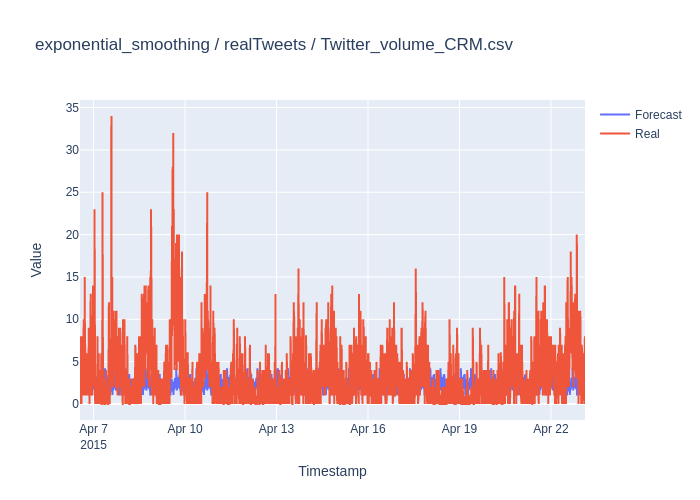 exponential_smoothing / realTweets / Twitter_volume_CRM.csv
Forecast
Real
Value
35
30
25
20
15
10
5
0
Apr 7 Apr 10 Apr 13 Apr 16 Apr 19 Apr 22
2015
Timestamp